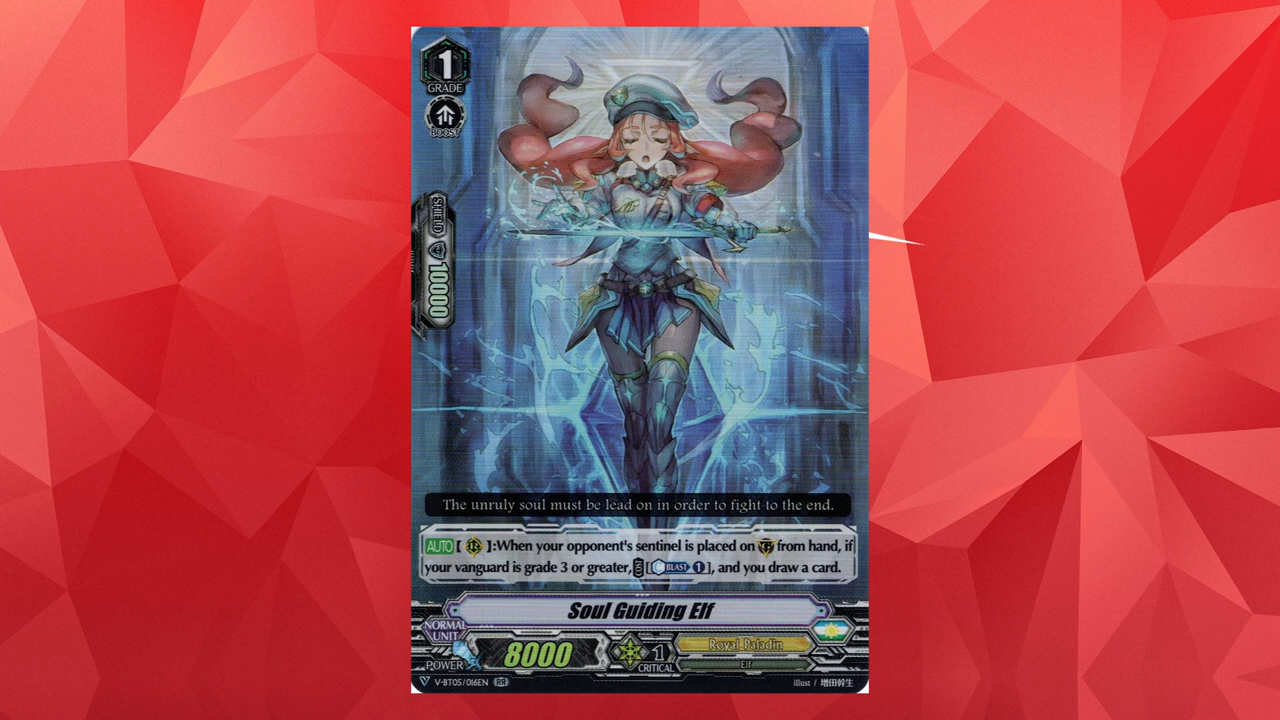 1
GRADE
BOOST
SHIELD
10000
The unruly soul must be lead on in order to fight to the end.
AUTO [ R ]:When your opponent's sentinel is placed on G from hand, if
your vanguard is grade 3 or greater, COST [ C BLAST 1 ], and you draw a card.
Soul Guiding Elf
NORMAL
UNIT
POWER 8000 1 CRITICAL
Royal Paladin
Elf
V-BT05/016EN RR
illust / 増田幹生